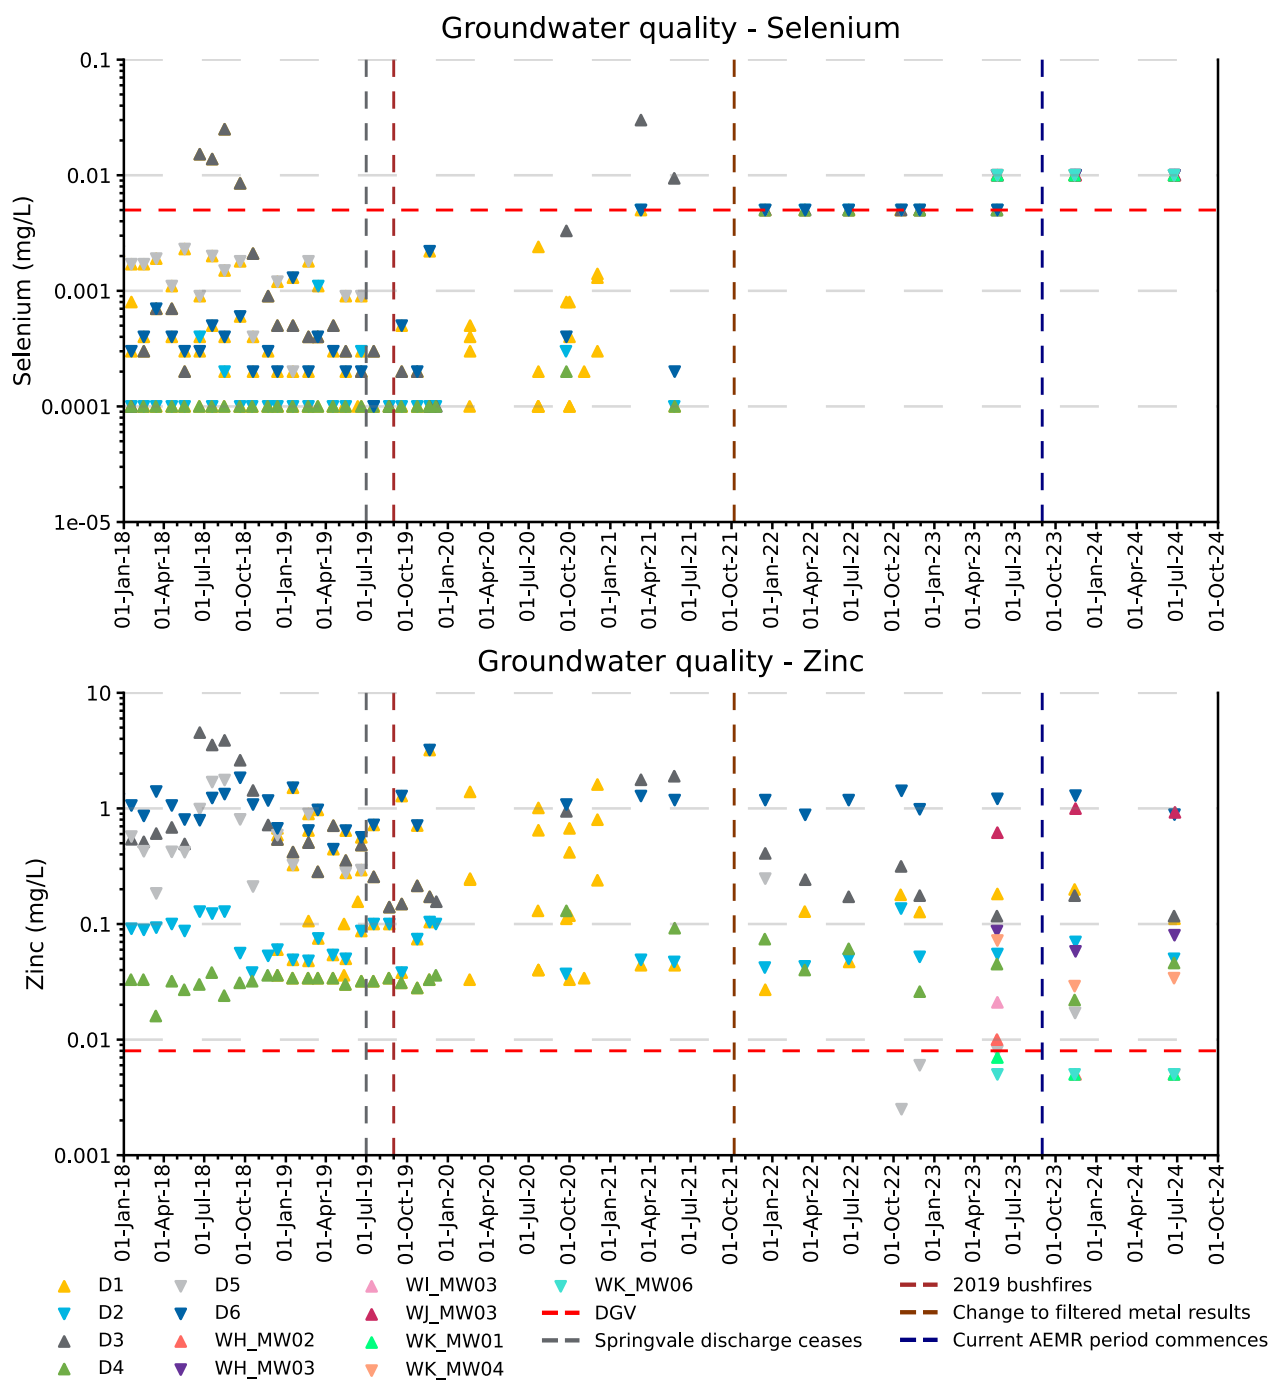 Groundwater quality - Selenium
Selenium (mg/L)
0.1
0.01
0.001
0.0001
1e-05
01-Jan-18
01-Apr-18
01-Jul-18
01-Oct-18
01-Jan-19
01-Apr-19
01-Jul-19
01-Oct-19
01-Jan-20
01-Apr-20
01-Jul-20
01-Oct-20
01-Jan-21
01-Apr-21
01-Jul-21
01-Oct-21
01-Jan-22
01-Apr-22
01-Jul-22
01-Oct-22
01-Jan-23
01-Apr-23
01-Jul-23
01-Oct-23
01-Jan-24
01-Apr-24
01-Jul-24
01-Oct-24
Groundwater quality - Zinc
Zinc (mg/L)
10
1
0.1
0.01
0.001
01-Jan-18
01-Apr-18
01-Jul-18
01-Oct-18
01-Jan-19
01-Apr-19
01-Jul-19
01-Oct-19
01-Jan-20
01-Apr-20
01-Jul-20
01-Oct-20
01-Jan-21
01-Apr-21
01-Jul-21
01-Oct-21
01-Jan-22
01-Apr-22
01-Jul-22
01-Oct-22
01-Jan-23
01-Apr-23
01-Jul-23
01-Oct-23
01-Jan-24
01-Apr-24
01-Jul-24
01-Oct-24
D1
D2
D3
D4
D5
D6
WH_MW02
WH_MW03
WI_MW03
WJ_MW03
WK_MW01
WK_MW04
WK_MW06
DGV
Springvale discharge ceases
2019 bushfires
Change to filtered metal results
Current AEMR period commences